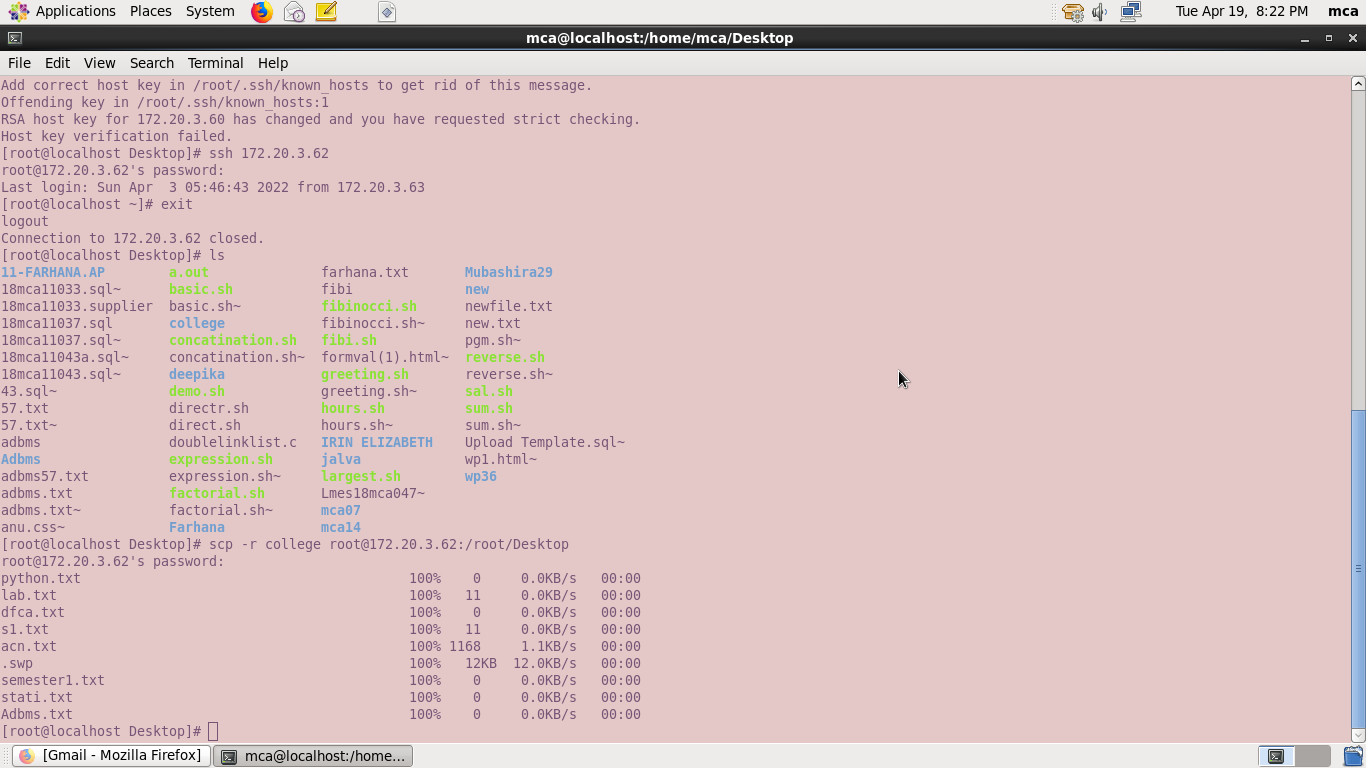 Applications Places System Tue Apr 19, 8:22 PM mca
mca@localhost:/home/mca/Desktop
File Edit View Search Terminal Help
Add correct host key in /root/.ssh/known_hosts to get rid of this message.
Offending key in /root/.ssh/known_hosts:1
RSA host key for 172.20.3.60 has changed and you have requested strict checking.
Host key verification failed.
[root@localhost Desktop]# ssh 172.20.3.62
root@172.20.3.62's password:
Last login: Sun Apr  3 05:46:43 2022 from 172.20.3.63
[root@localhost ~]# exit
logout
Connection to 172.20.3.62 closed.
[root@localhost Desktop]# ls
11-FARHANA.AP        a.out             farhana.txt       Mubashira29
18mca11033.sql~      basic.sh          fibi              new
18mca11033.supplier  basic.sh~         fibinocci.sh      newfile.txt
18mca11037.sql       college           fibinocci.sh~     new.txt
18mca11037.sql~      concatination.sh  fibi.sh           pgm.sh~
18mca11043a.sql~     concatination.sh~ formval(1).html~  reverse.sh
18mca11043.sql~      deepika           greeting.sh       reverse.sh~
43.sql~              demo.sh           greeting.sh~      sal.sh
57.txt               directr.sh        hours.sh          sum.sh
57.txt~              direct.sh         hours.sh~         sum.sh~
adbms                doublelinklist.c  IRIN ELIZABETH    Upload Template.sql~
Adbms                expression.sh     jalva             wp1.html~
adbms57.txt          expression.sh~    largest.sh        wp36
adbms.txt            factorial.sh      Lmes18mca047~
adbms.txt~           factorial.sh~     mca07
anu.css~             Farhana           mca14
[root@localhost Desktop]# scp -r college root@172.20.3.62:/root/Desktop
root@172.20.3.62's password:
python.txt 100% 0 0.0KB/s 00:00
lab.txt 100% 11 0.0KB/s 00:00
dfca.txt 100% 0 0.0KB/s 00:00
s1.txt 100% 11 0.0KB/s 00:00
acn.txt 100% 1168 1.1KB/s 00:00
.swp 100% 12KB 12.0KB/s 00:00
semester1.txt 100% 0 0.0KB/s 00:00
stati.txt 100% 0 0.0KB/s 00:00
Adbms.txt 100% 0 0.0KB/s 00:00
[root@localhost Desktop]#
[Gmail - Mozilla Firefox] mca@localhost:/home...